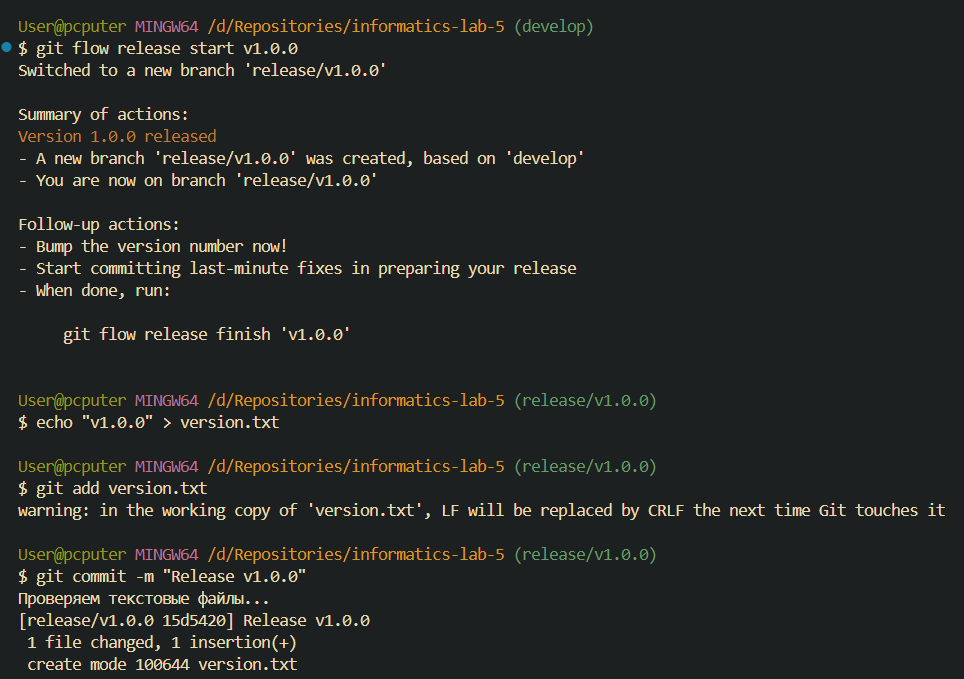 User@pcputer MINGW64 /d/Repositories/informatics-lab-5 (develop)
$ git flow release start v1.0.0
Switched to a new branch 'release/v1.0.0'
Summary of actions:
Version 1.0.0 released
- A new branch 'release/v1.0.0' was created, based on 'develop'
- You are now on branch 'release/v1.0.0'
Follow-up actions:
- Bump the version number now!
- Start committing last-minute fixes in preparing your release
- When done, run:
git flow release finish 'v1.0.0'
User@pcputer MINGW64 /d/Repositories/informatics-lab-5 (release/v1.0.0)
$ echo "v1.0.0" > version.txt
User@pcputer MINGW64 /d/Repositories/informatics-lab-5 (release/v1.0.0)
$ git add version.txt
warning: in the working copy of 'version.txt', LF will be replaced by CRLF the next time Git touches it
User@pcputer MINGW64 /d/Repositories/informatics-lab-5 (release/v1.0.0)
$ git commit -m "Release v1.0.0"
Проверяем текстовые файлы...
[release/v1.0.0 15d5420] Release v1.0.0
1 file changed, 1 insertion(+)
create mode 100644 version.txt